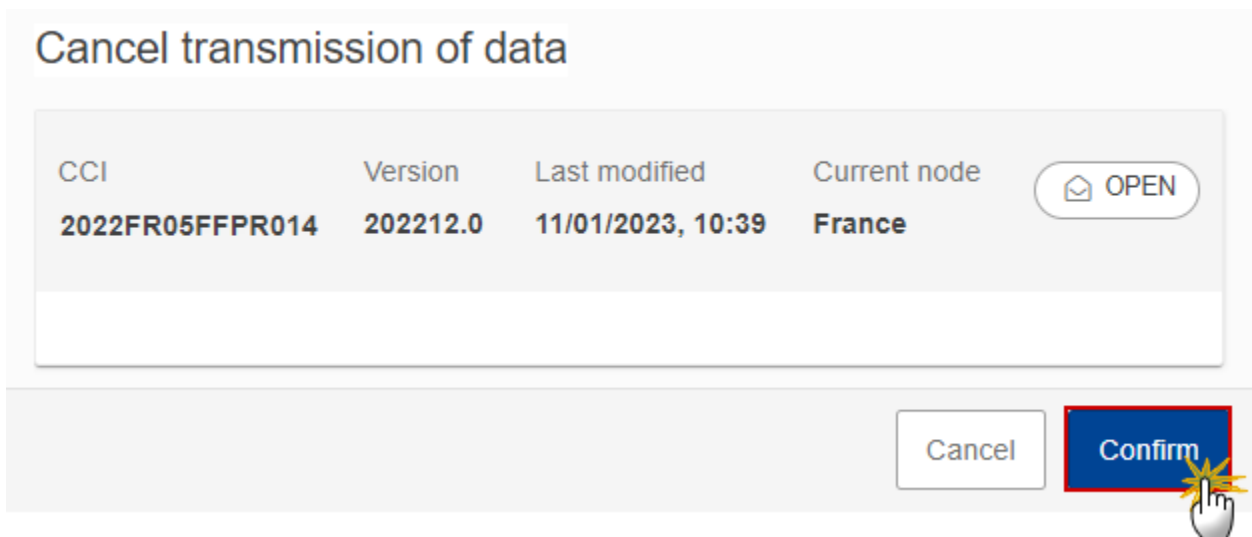 Cancel transmission of data
CCI Version Last modified Current node OPEN
2022FR05FFPR014 202212.0 11/01/2023, 10:39 France
Cancel Confirm